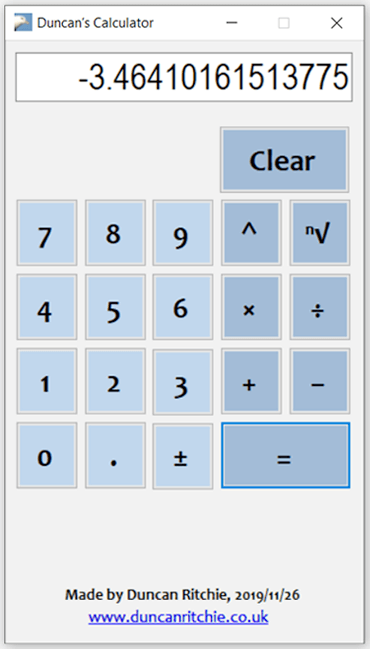 Duncan's Calculator
-3.46410161513775
Clear
7 8 9 ^ ⁿ√
4 5 6 × ÷
1 2 3 + −
0 . ± =
Made by Duncan Ritchie, 2019/11/26
www.duncanritchie.co.uk